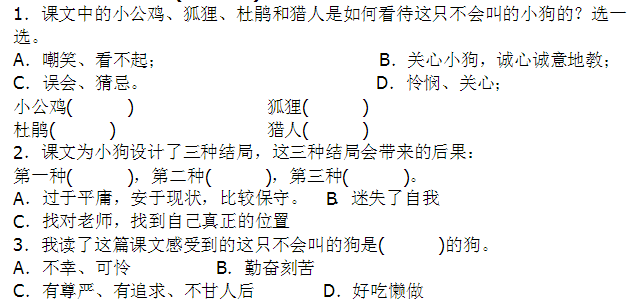 1．课文中的小公鸡、狐狸、杜鹃和猎人是如何看待这只不会叫的小狗的？选一
选。
A．嘲笑、看不起； B．关心小狗，诚心诚意地教；
C．误会、猜忌。 D．怜悯、关心；
小公鸡( ) 狐狸( )
杜鹃( ) 猎人( )
2．课文为小狗设计了三种结局，这三种结局会带来的后果：
第一种( )，第二种( )，第三种( )。
A．过于平庸，安于现状，比较保守。 B 迷失了自我
C．找对老师，找到自己真正的位置
3．我读了这篇课文感受到的这只不会叫的狗是( )的狗。
A．不幸、可怜 B．勤奋刻苦
C．有尊严、有追求、不甘人后 D．好吃懒做